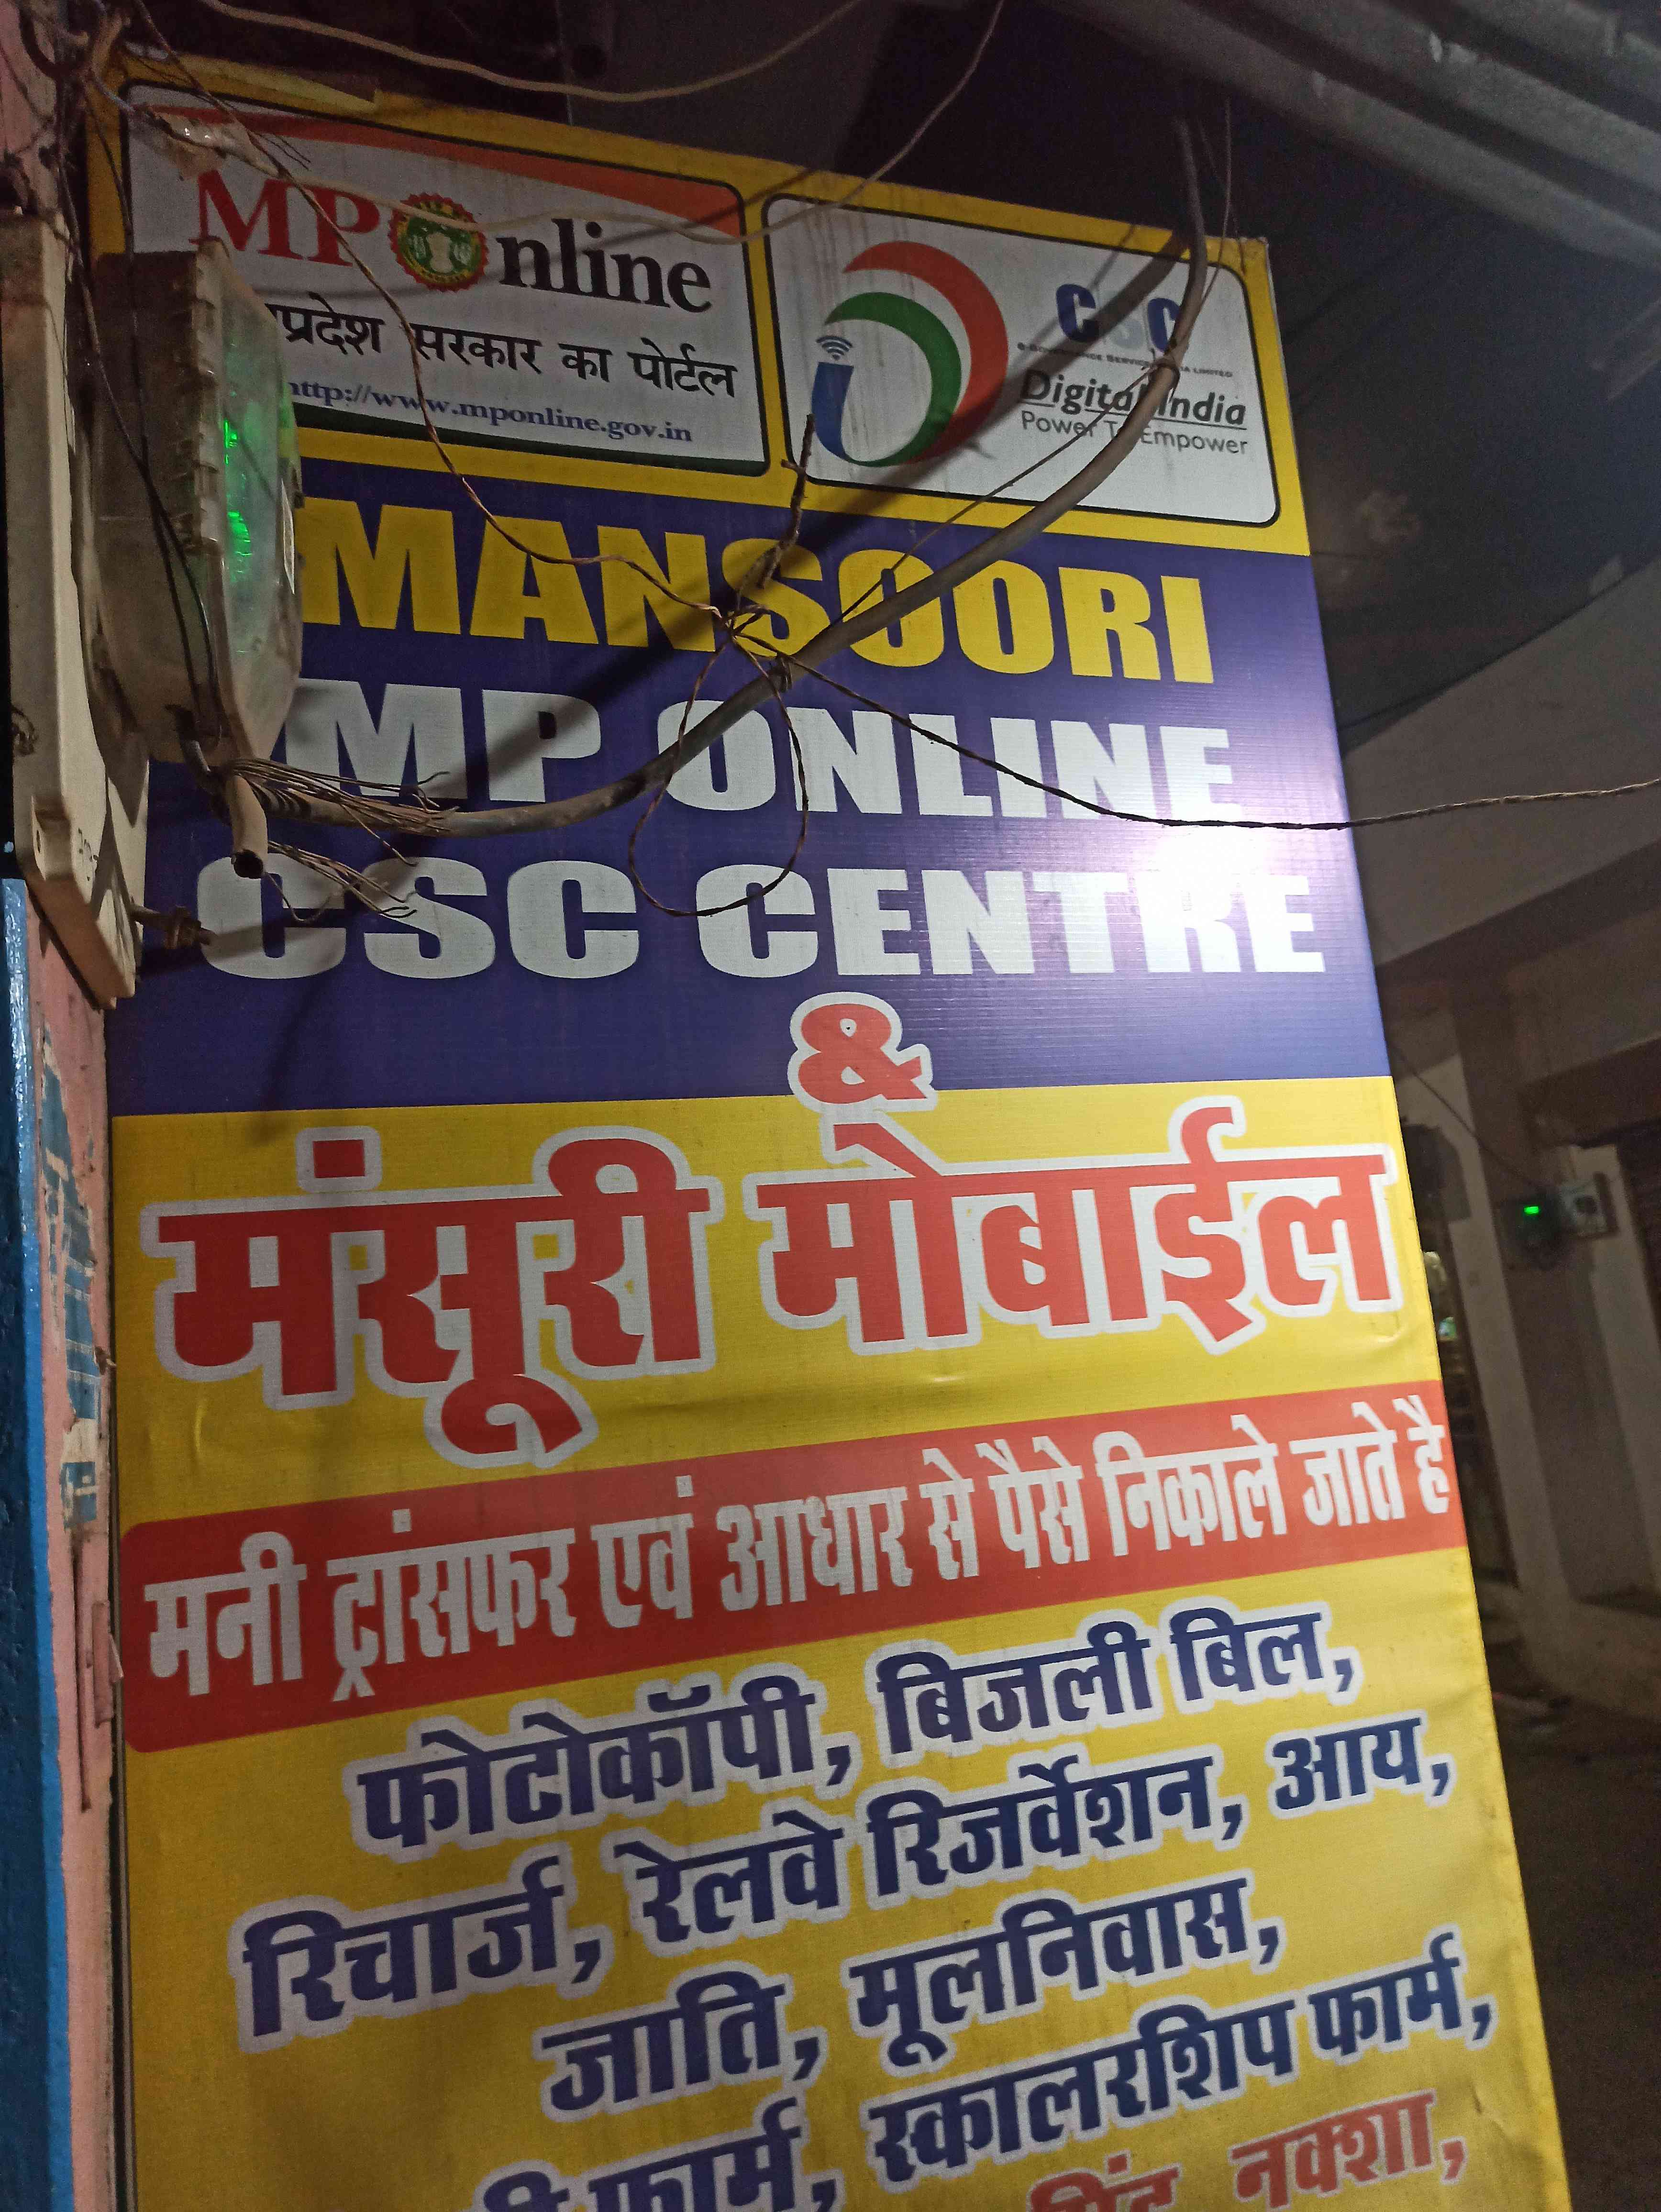 MPOnline
प्रदेश सरकार का पोर्टल
http://www.mponline.gov.in
CSC
Digital India
Power To Empower
MANSOORI
MP ONLINE
CSC CENTRE
&
मंसूरी मोबाईल
मनी ट्रांसफर एवं आधार से पैसे निकाले जाते है
फोटोकॉपी, बिजली बिल,
रिचार्ज, रेलवे रिजर्वेशन, आय,
जाति, मूलनिवास,
फार्म, स्कालरशिप फार्म,
नक्शा,